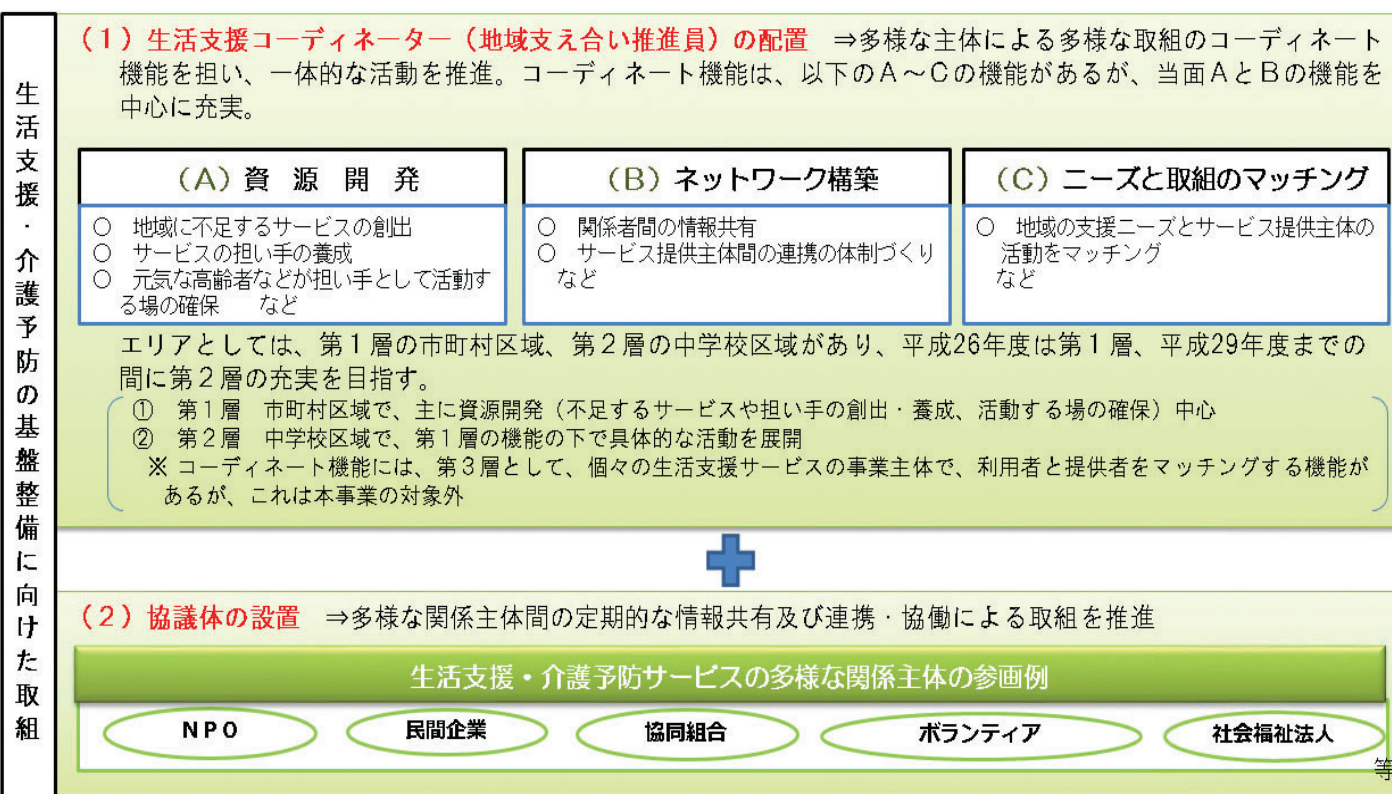 生活支援・介護予防の基盤整備に向けた取組
（1）生活支援コーディネーター（地域支え合い推進員）の配置　⇒多様な主体による多様な取組のコーディネート
機能を担い、一体的な活動を推進。コーディネート機能は、以下のA～Cの機能があるが、当面AとBの機能を
中心に充実。
（A）資 源 開 発
○　地域に不足するサービスの創出
○　サービスの担い手の養成
○　元気な高齢者などが担い手として活動す
る場の確保　　など
（B）ネットワーク構築
○　関係者間の情報共有
○　サービス提供主体間の連携の体制づくり
など
（C）ニーズと取組のマッチング
○　地域の支援ニーズとサービス提供主体の
活動をマッチング
など
エリアとしては、第1層の市町村区域、第2層の中学校区域があり、平成26年度は第1層、平成29年度までの
間に第2層の充実を目指す。
①　第1層　市町村区域で、主に資源開発（不足するサービスや担い手の創出・養成、活動する場の確保）中心
②　第2層　中学校区域で、第1層の機能の下で具体的な活動を展開
※ コーディネート機能には、第3層として、個々の生活支援サービスの事業主体で、利用者と提供者をマッチングする機能が
あるが、これは本事業の対象外
（2）協議体の設置　⇒多様な関係主体間の定期的な情報共有及び連携・協働による取組を推進
生活支援・介護予防サービスの多様な関係主体の参画例
NPO
民間企業
協同組合
ボランティア
社会福祉法人
等